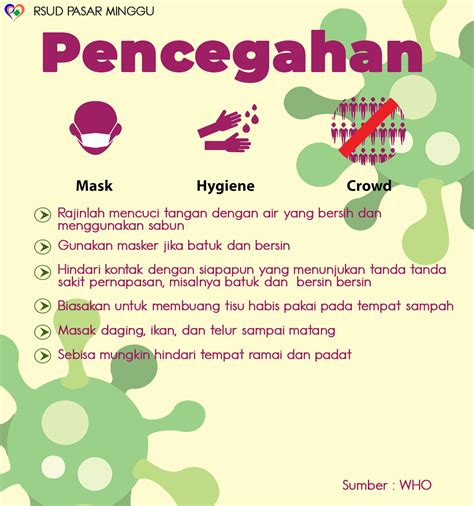 RSUD PASAR MINGGU
Pencegahan
Mask Hygiene Crowd
Rajinlah mencuci tangan dengan air yang bersih dan
menggunakan sabun
Gunakan masker jika batuk dan bersin
Hindari kontak dengan siapapun yang menunjukan tanda tanda
sakit pernapasan, misalnya batuk dan bersin bersin
Biasakan untuk membuang tisu habis pakai pada tempat sampah
Masak daging, ikan, dan telur sampai matang
Sebisa mungkin hindari tempat ramai dan padat
Sumber : WHO